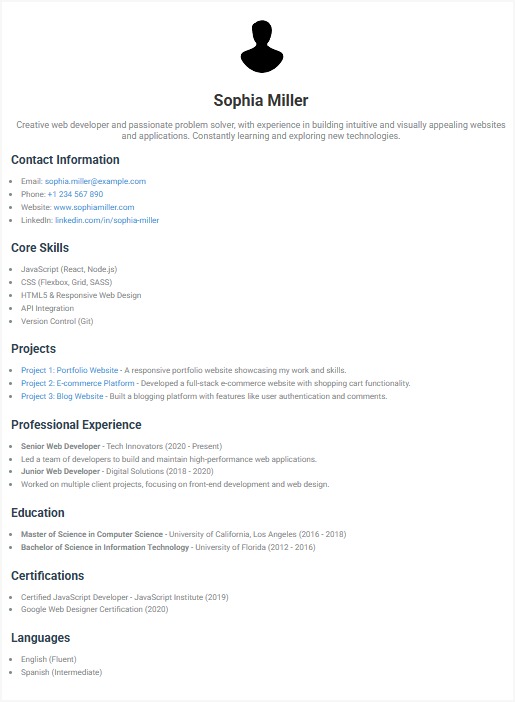 Sophia Miller
Creative web developer and passionate problem solver, with experience in building intuitive and visually appealing websites
and applications. Constantly learning and exploring new technologies.
Contact Information
Email: sophia.miller@example.com
Phone: +1 234 567 890
Website: www.sophiamiller.com
LinkedIn: linkedin.com/in/sophia-miller
Core Skills
JavaScript (React, Node.js)
CSS (Flexbox, Grid, SASS)
HTML5 & Responsive Web Design
API Integration
Version Control (Git)
Projects
Project 1: Portfolio Website - A responsive portfolio website showcasing my work and skills.
Project 2: E-commerce Platform - Developed a full-stack e-commerce website with shopping cart functionality.
Project 3: Blog Website - Built a blogging platform with features like user authentication and comments.
Professional Experience
Senior Web Developer - Tech Innovators (2020 - Present)
Led a team of developers to build and maintain high-performance web applications.
Junior Web Developer - Digital Solutions (2018 - 2020)
Worked on multiple client projects, focusing on front-end development and web design.
Education
Master of Science in Computer Science - University of California, Los Angeles (2016 - 2018)
Bachelor of Science in Information Technology - University of Florida (2012 - 2016)
Certifications
Certified JavaScript Developer - JavaScript Institute (2019)
Google Web Designer Certification (2020)
Languages
English (Fluent)
Spanish (Intermediate)